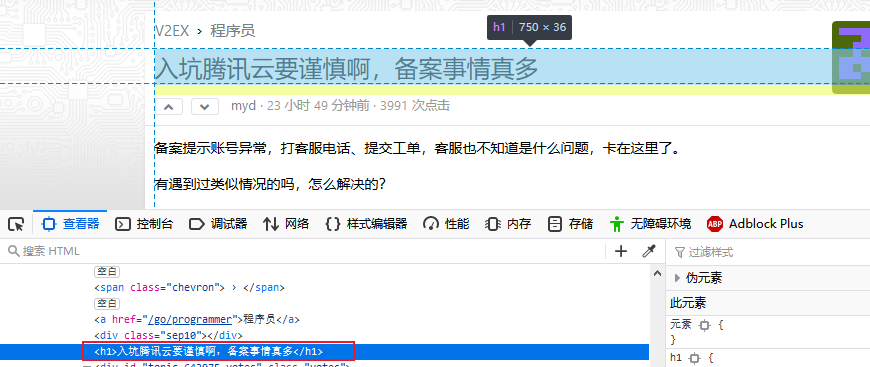 V2EX › 程序员
h1 750 × 36
入坑腾讯云要谨慎啊，备案事情真多
myd · 23 小时 49 分钟前 · 3991 次点击
备案提示账号异常，打客服电话、提交工单，客服也不知道是什么问题，卡在这里了。
有遇到过类似情况的吗，怎么解决的？
查看器 控制台 调试器 网络 样式编辑器 性能 内存 存储 无障碍环境 ABP Adblock Plus
搜索 HTML
过滤样式
空白
<span class="chevron"> › </span>
空白
<a href="/go/programmer">程序员</a>
<div class="sep10"></div>
<h1>入坑腾讯云要谨慎啊，备案事情真多</h1>
伪元素
此元素
元素 {
}
h1 {